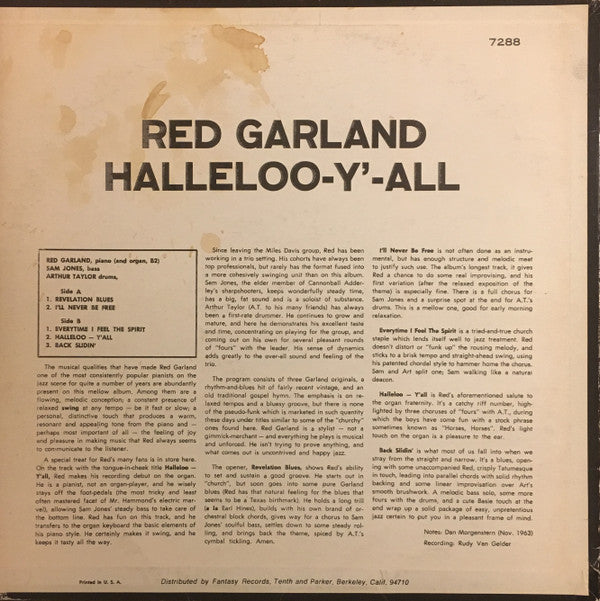 7288
RED GARLAND
HALLELOO-Y'-ALL
RED GARLAND, piano (and organ, B2)
SAM JONES, bass
ARTHUR TAYLOR drums,
Side A
1. REVELATION BLUES
2. I'LL NEVER BE FREE
Side B
1. EVERYTIME I FEEL THE SPIRIT
2. HALLELOO — Y'ALL
3. BACK SLIDIN'
The musical qualities that have made Red Garland
one of the most consistently popular pianists on the
jazz scene for quite a number of years are abundantly
present on this mellow album. Among them are a
flowing, melodic conception; a constant presence of
relaxed swing at any tempo — be it fast or slow; a
personal, distinctive touch that produces a warm,
resonant and appealing tone from the piano and —
perhaps most important of all — the feeling of joy
and pleasure in making music that Red always seems
to communicate to the listener.
A special treat for Red's many fans is in store here.
On the track with the tongue-in-cheek title Halleloo —
Y'all, Red makes his recording debut on the organ.
He is a pianist, not an organ-player, and he wisely
stays off the foot-pedals (the most tricky and least
often mastered facet of Mr. Hammond's electric mar-
vel), allowing Sam Jones' steady bass to take care of
the bottom line. Red has fun on this track, and he
transfers to the organ keyboard the basic elements of
his piano style. He certainly makes it swing, and he
keeps it tasty all the way.
Since leaving the Miles Davis group, Red has been
working in a trio setting. His cohorts have always been
top professionals, but rarely has the format fused into
a more cohesively swinging unit than on this album.
Sam Jones, the elder member of Cannonball Adder-
ley's sharpshooters, keeps wonderfully steady time,
has a big, fat sound and is a soloist of substance.
Arthur Taylor (A.T. to his many friends) has always
been a first-rate drummer. He continues to grow and
mature, and here he demonstrates his excellent taste
and time, concentrating on playing for the group, and
coming out on his own for several pleasant rounds
of "fours" with the leader. His sense of dynamics
adds greatly to the over-all sound and feeling of the
trio.
The program consists of three Garland originals, a
rhythm-and-blues hit of fairly recent vintage, and an
old traditional gospel hymn. The emphasis is on re-
laxed tempos and a bluesy groove, but there is none
of the pseudo-funk which is marketed in such quantity
these days under titles similar to some of the "churchy"
ones found here. Red Garland is a stylist — not a
gimmick-merchant — and everything he plays is musical
and unforced. He isn't trying to prove anything, and
what comes out is uncontrived and happy jazz.
The opener, Revelation Blues, shows Red's ability
to set and sustain a good groove. He starts out in
"church", but soon goes into some pure Garland
blues (Red has that natural feeling for the blues that
seems to be a Texas birthmark). He holds a long trill
(a la Earl Hines), builds with his own brand of or-
chestral block chords, gives way for a chorus to Sam
Jones' soulful bass, settles down to some steady rol-
ling, and brings back the theme, spiced by A.T.'s
cymbal tickling. Amen.
I'll Never Be Free is not often done as an instru-
mental, but has enough structure and melodic meat
to justify such use. The album's longest track, it gives
Red a chance to do some real improvising, and his
first variation (after the relaxed exposition of the
theme) is especially fine. There is a full chorus for
Sam Jones and a surprise spot at the end for A.T.'s
drums. This is a mellow one, good for early morning
relaxation.
Everytime I Feel The Spirit is a tried-and-true church
staple which lends itself well to jazz treatment. Red
doesn't distort or "funk up" the rousing melody, and
sticks to a brisk tempo and straight-ahead swing, using
his patented chordal style to hammer home the chorus.
Sam and Art spill one; Sam walking like a natural
deacon.
Halleloo — Y'all is Red's aforementioned salute to
the organ fraternity. It's a catchy riff number, high-
lighted by three choruses of "fours" with A.T., during
which the boys have some fun with a stock phrase
sometimes known as "Horses, Horses". Red's light
touch on the organ is a pleasure to the ear.
Back Slidin' is what most of us fall into when we
stray from the straight and narrow. It's a blues, open-
ing with some unaccompanied Red, crisply Tatumesque
in touch, leading into parallel chords with solid rhythm
backing and some linear improvisation over Art's
smooth brushwork. A melodic bass solo, some more
fours with the drums, and a cute Basie touch at the
end wrap up a solid package of easy, unpretentious
jazz certain to put you in a pleasant frame of mind.
Notes: Dan Morgenstern (Nov. 1963)
Recording: Rudy Van Gelder
Printed in U. S. A.
Distributed by Fantasy Records, Tenth and Parker, Berkeley, Calif. 94710